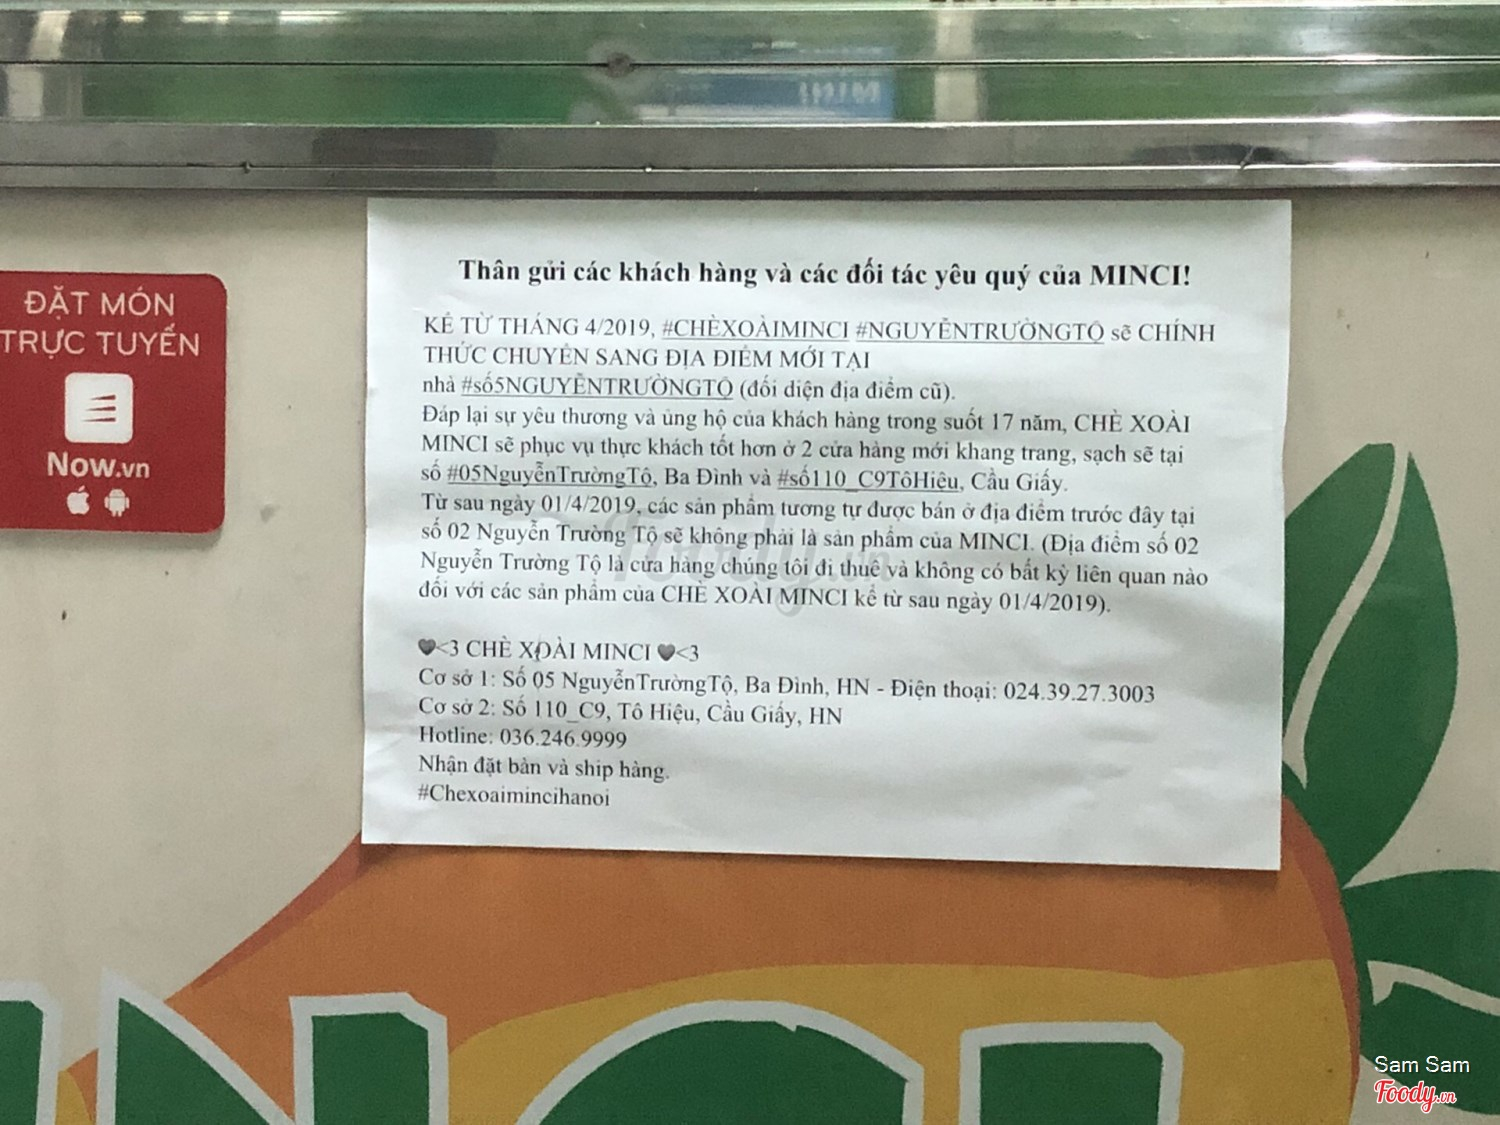 Thân gửi các khách hàng và các đối tác yêu quý của MINCI!
KỂ TỪ THÁNG 4/2019, #CHÈXOÀIMINCI #NGUYỄNTRƯỜNGTỘ sẽ CHÍNH
THỨC CHUYỂN SANG ĐỊA ĐIỂM MỚI TẠI
nhà #số5NGUYỄNTRƯỜNGTỘ (đối diện địa điểm cũ).
Đáp lại sự yêu thương và ủng hộ của khách hàng trong suốt 17 năm, CHÈ XOÀI
MINCI sẽ phục vụ thực khách tốt hơn ở 2 cửa hàng mới khang trang, sạch sẽ tại
số #05NguyễnTrườngTộ, Ba Đình và #số110_C9TôHiệu, Cầu Giấy.
Từ sau ngày 01/4/2019, các sản phẩm tương tự được bán ở địa điểm trước đây tại
số 02 Nguyễn Trường Tộ sẽ không phải là sản phẩm của MINCI. (Địa điểm số 02
Nguyễn Trường Tộ là cửa hàng chúng tôi đi thuê và không có bất kỳ liên quan nào
đối với các sản phẩm của CHÈ XOÀI MINCI kể từ sau ngày 01/4/2019).
♥<3 CHÈ XOÀI MINCI ♥<3
Cơ sở 1: Số 05 NguyễnTrườngTộ, Ba Đình, HN - Điện thoại: 024.39.27.3003
Cơ sở 2: Số 110_C9, Tô Hiệu, Cầu Giấy, HN
Hotline: 036.246.9999
Nhận đặt bàn và ship hàng.
#Chexoaimincihanoi
ĐẶT MÓN
TRỰC TUYẾN
Now.vn
Foody.vn
Sam Sam
Foody.vn